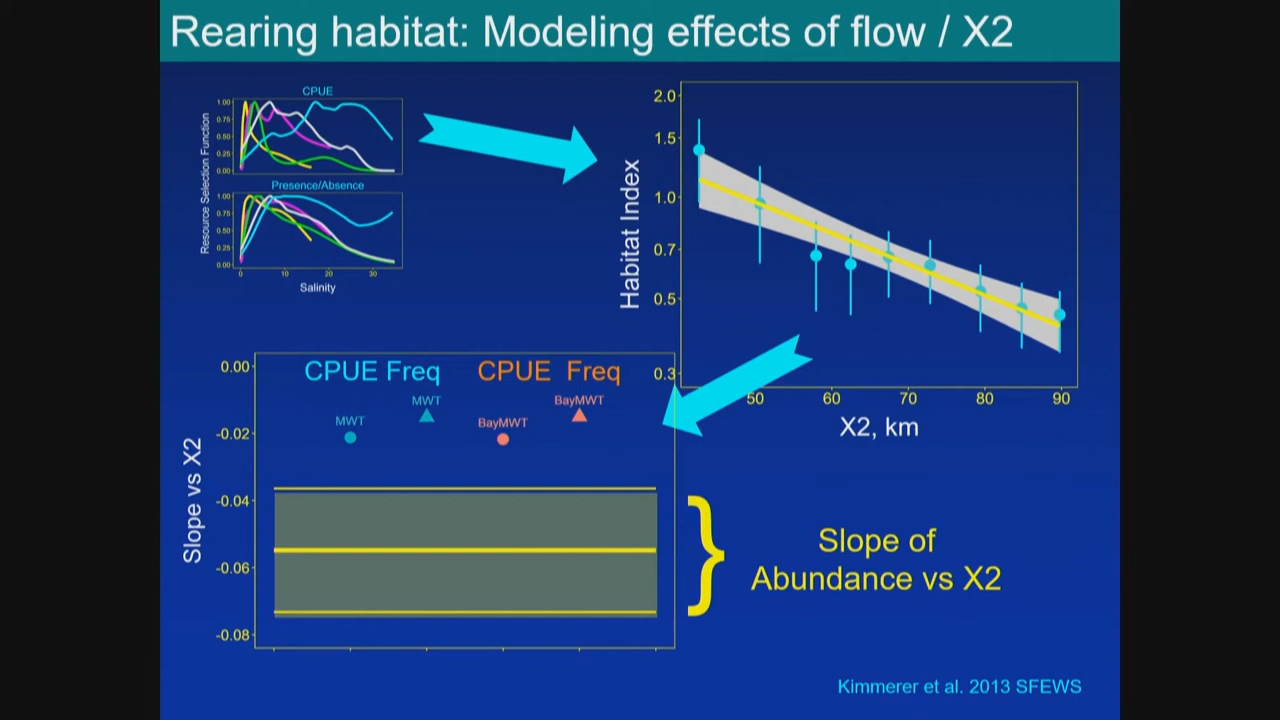 Rearing habitat: Modeling effects of flow / X2
CPUE
Resource Selection Function
1.00
0.75
0.50
0.25
0.00
Presence/Absence
1.00
0.75
0.50
0.25
0.00
0 10 20 30
Salinity
Habitat Index
2.0
1.5
1.0
0.7
0.5
0.3
50 60 70 80 90
X2, km
Slope vs X2
0.00
-0.02
-0.04
-0.06
-0.08
CPUE Freq CPUE Freq
MWT BayMWT
MWT BayMWT
Slope of
Abundance vs X2
Kimmerer et al. 2013 SFEWS